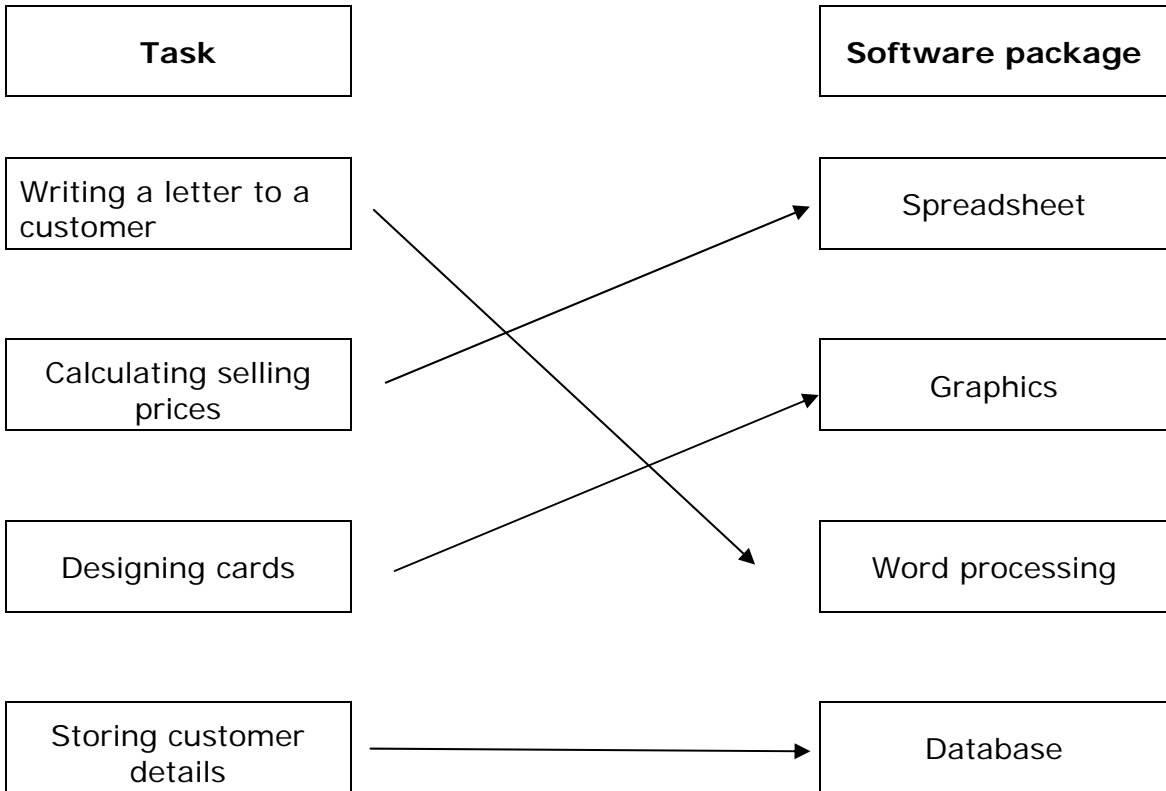 Task
Software package
Writing a letter to a
customer
Spreadsheet
Calculating selling
prices
Graphics
Designing cards
Word processing
Storing customer
details
Database